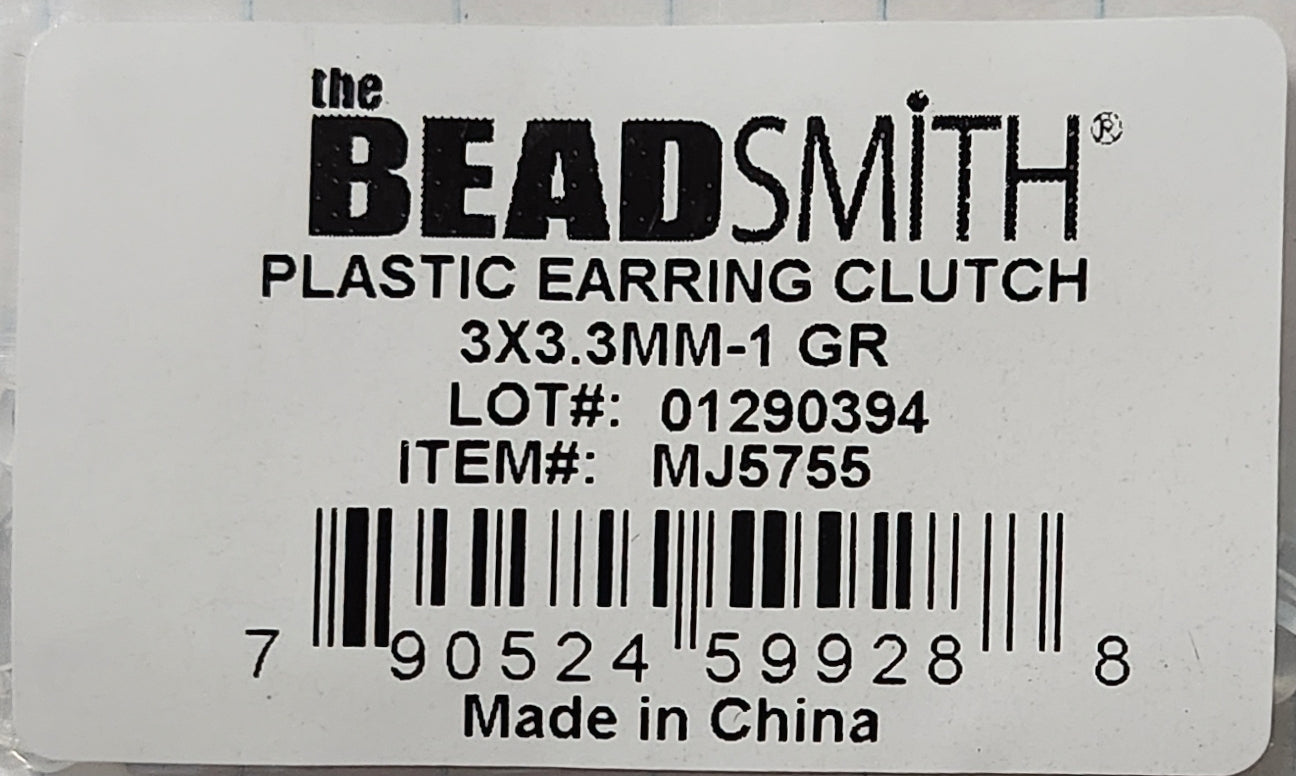 the
BEADSMiTH®
PLASTIC EARRING CLUTCH
3X3.3MM-1 GR
LOT#: 01290394
ITEM#: MJ5755
7 90524 59928 8
Made in China